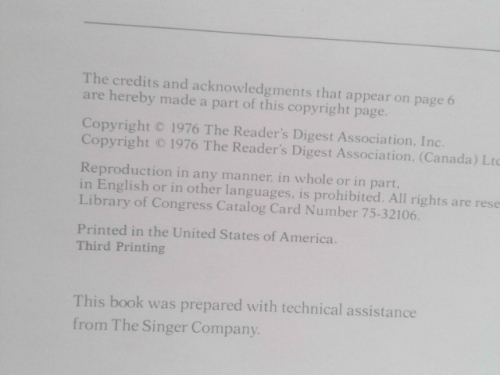 The credits and acknowledgments that appear on page 6
are hereby made a part of this copyright page.
Copyright © 1976 The Reader's Digest Association, Inc.
Copyright © 1976 The Reader's Digest Association, (Canada) Ltd
Reproduction in any manner, in whole or in part,
in English or in other languages, is prohibited. All rights are rese
Library of Congress Catalog Card Number 75-32106.
Printed in the United States of America.
Third Printing
This book was prepared with technical assistance
from The Singer Company.